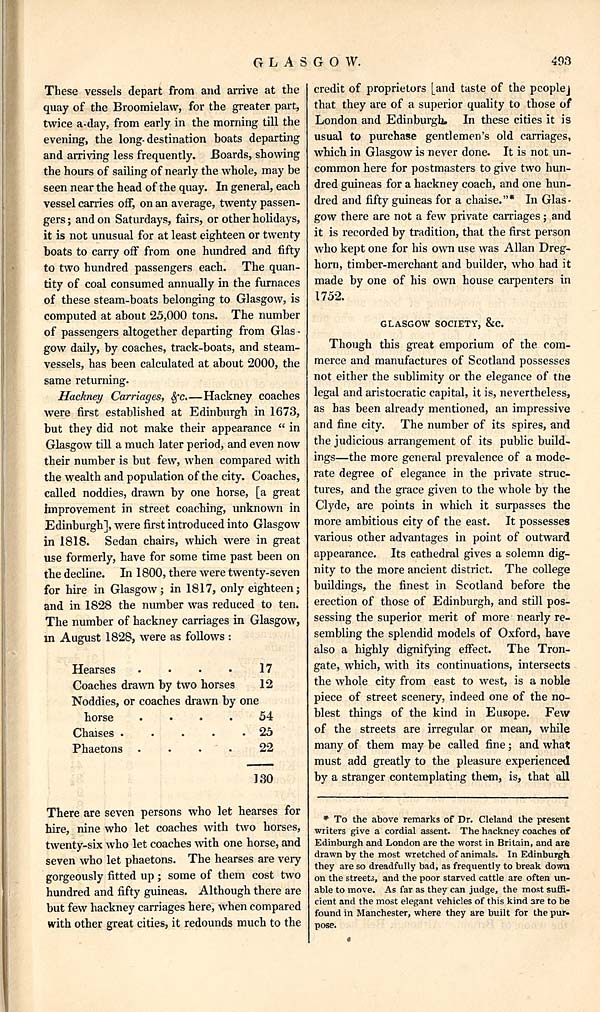 GLASGOW.
493
These vessels depart from and arrive at the
quay of the Broomielaw, for the greater part,
twice a-day, from early in the morning till the
evening, the long-destination boats departing
and arriving less frequently. Boards, showing
the hours of sailing of nearly the whole, may be
seen near the head of the quay. In general, each
vessel carries off, on an average, twenty passen-
gers; and on Saturdays, fairs, or other holidays,
it is not unusual for at least eighteen or twenty
boats to carry off from one hundred and fifty
to two hundred passengers each. The quan-
tity of coal consumed annually in the furnaces
of these steam-boats belonging to Glasgow, is
computed at about 25,000 tons. The number
of passengers altogether departing from Glas-
gow daily, by coaches, track-boats, and steam-
vessels, has been calculated at about 2000, the
same returning.
Hackney Carriages, &c.—Hackney coaches
were first established at Edinburgh in 1673,
but they did not make their appearance “ in
Glasgow till a much later period, and even now
their number is but few, when compared with
the wealth and population of the city. Coaches,
called noddies, drawn by one horse, [a great
improvement in street coaching, unknown in
Edinburgh], were first introduced into Glasgow
in 1818. Sedan chairs, which were in great
use formerly, have for some time past been on
the decline. In 1800, there were twenty-seven
for hire in Glasgow; in 1817, only eighteen;
and in 1828 the number was reduced to ten.
The number of hackney carriages in Glasgow,
in August 1828, were as follows :
Hearses . . . . 17
Coaches drawn by two horses 12
Noddies, or coaches drawn by one
horse . . . . 54
Chaises . . . . . 25
Phaetons . . . . 22
130
There are seven persons who let hearses for
hire, nine who let coaches with two horses,
twenty-six who let coaches with one horse, and
seven who let phaetons. The hearses are very
gorgeously fitted up; some of them cost two
hundred and fifty guineas. Although there are
but few hackney carriages here, when compared
with other great cities, it redounds much to the
credit of proprietors [and taste of the people]
that they are of a superior quality to those of
London and Edinburgh. In these cities it is
usual to purchase gentlemen's old carriages,
which in Glasgow is never done. It is not un-
common here for postmasters to give two hun-
dred guineas for a hackney coach, and one hun-
dred and fifty guineas for a chaise.”* In Glas-
gow there are not a few private carriages; and
it is recorded by tradition, that the first person
who kept one for his own use was Allan Dreg-
horn, timber-merchant and builder, who had it
made by one of his own house carpenters in
1752.
GLASGOW SOCIETY, &c.
Though this great emporium of the com-
merce and manufactures of Scotland possesses
not either the sublimity or the elegance of the
legal and aristocratic capital, it is, nevertheless,
as has been already mentioned, an impressive
and fine city. The number of its spires, and
the judicious arrangement of its public build-
ings—the more general prevalence of a mode-
rate degree of elegance in the private struc-
tures, and the grace given to the whole by the
Clyde, are points in which it surpasses the
more ambitious city of the east. It possesses
various other advantages in point of outward
appearance. Its cathedral gives a solemn dig-
nity to the more ancient district. The college
buildings, the finest in Scotland before the
erection of those of Edinburgh, and still pos-
sessing the superior merit of more nearly re-
sembling the splendid models of Oxford, have
also a highly dignifying effect. The Tron-
gate, which, with its continuations, intersects
the whole city from east to west, is a noble
piece of street scenery, indeed one of the no-
blest things of the kind in Europe. Few
of the streets are irregular or mean, while
many of them may be called fine; and what
must add greatly to the pleasure experienced
by a stranger contemplating them, is, that all
* To the above remarks of Dr. Cleland the present
writers give a cordial assent. The hackney coaches of
Edinburgh and London are the worst in Britain, and are
drawn by the most wretched of animals. In Edinburgh
they are so dreadfully bad, as frequently to break down
on the streets, and the poor starved cattle are often un-
able to move. As far as they can judge, the most suffi-
cient and the most elegant vehicles of this kind are to be
found in Manchester, where they are built for the pur-
pose.